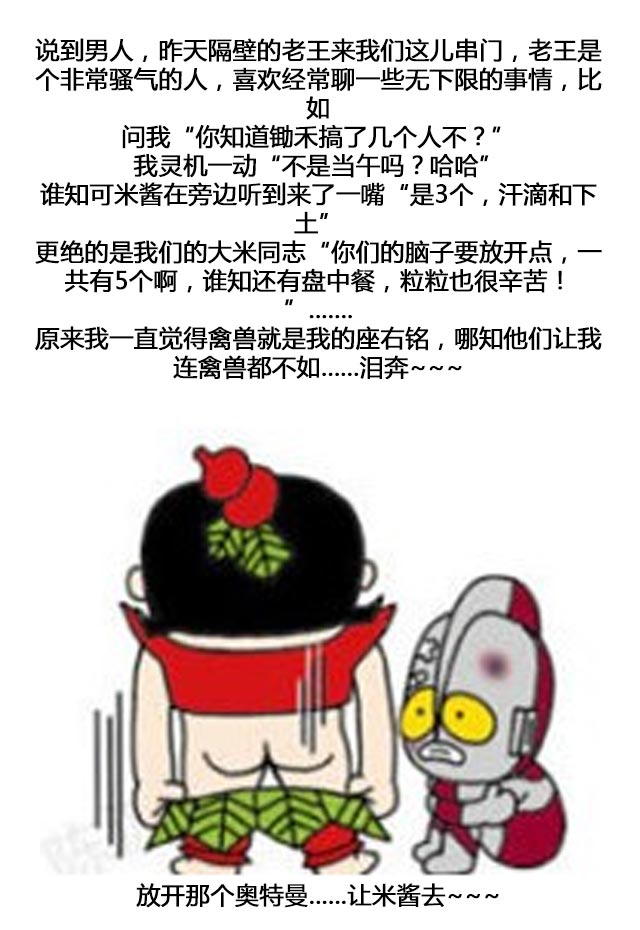 说到男人，昨天隔壁的老王来我们这儿串门，老王是
个非常骚气的人，喜欢经常聊一些无下限的事情，比
如
问我“你知道锄禾搞了几个人不？”
我灵机一动“不是当午吗？哈哈“
谁知可米酱在旁边听到来了一嘴“是3个，汗滴和下
土”
更绝的是我们的大米同志“你们的脑子要放开点，一
共有5个啊，谁知还有盘中餐，粒粒也很辛苦！
”.......
原来我一直觉得禽兽就是我的座右铭，哪知他们让我
连禽兽都不如......泪奔~~~
放开那个奥特曼......让米酱去~~~